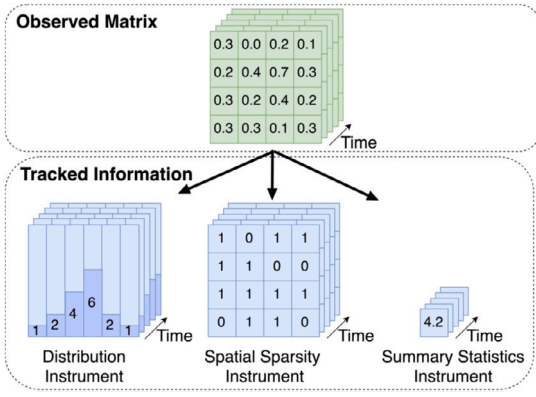 Observed Matrix
0.3 0.0 0.2 0.1
0.2 0.4 0.7 0.3
0.3 0.2 0.4 0.2
0.3 0.3 0.1 0.3
Time
Tracked Information
1 2 4 6 2 1
Time
Distribution
Instrument
1 0 1 1
1 1 0 0
1 1 1 1
0 1 1 0
Time
Spatial Sparsity
Instrument
4.2
Time
Summary Statistics
Instrument